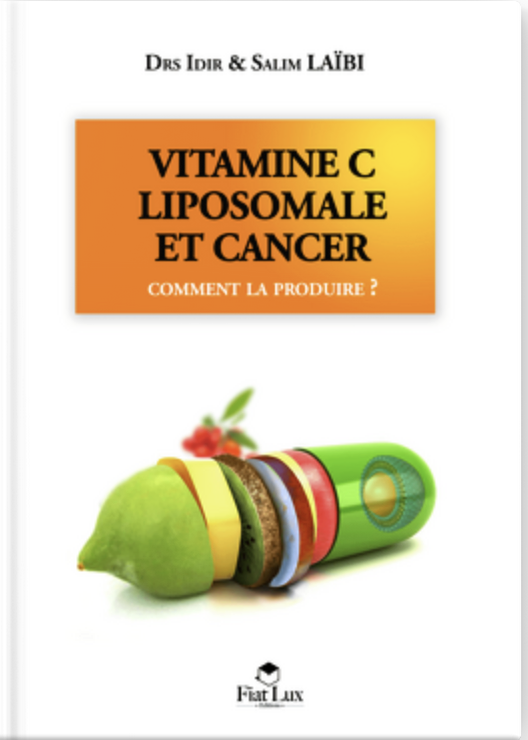 DRS IDIR & SALIM LAÏBI
VITAMINE C
LIPOSOMALE
ET CANCER
COMMENT LA PRODUIRE ?
Fiat Lux